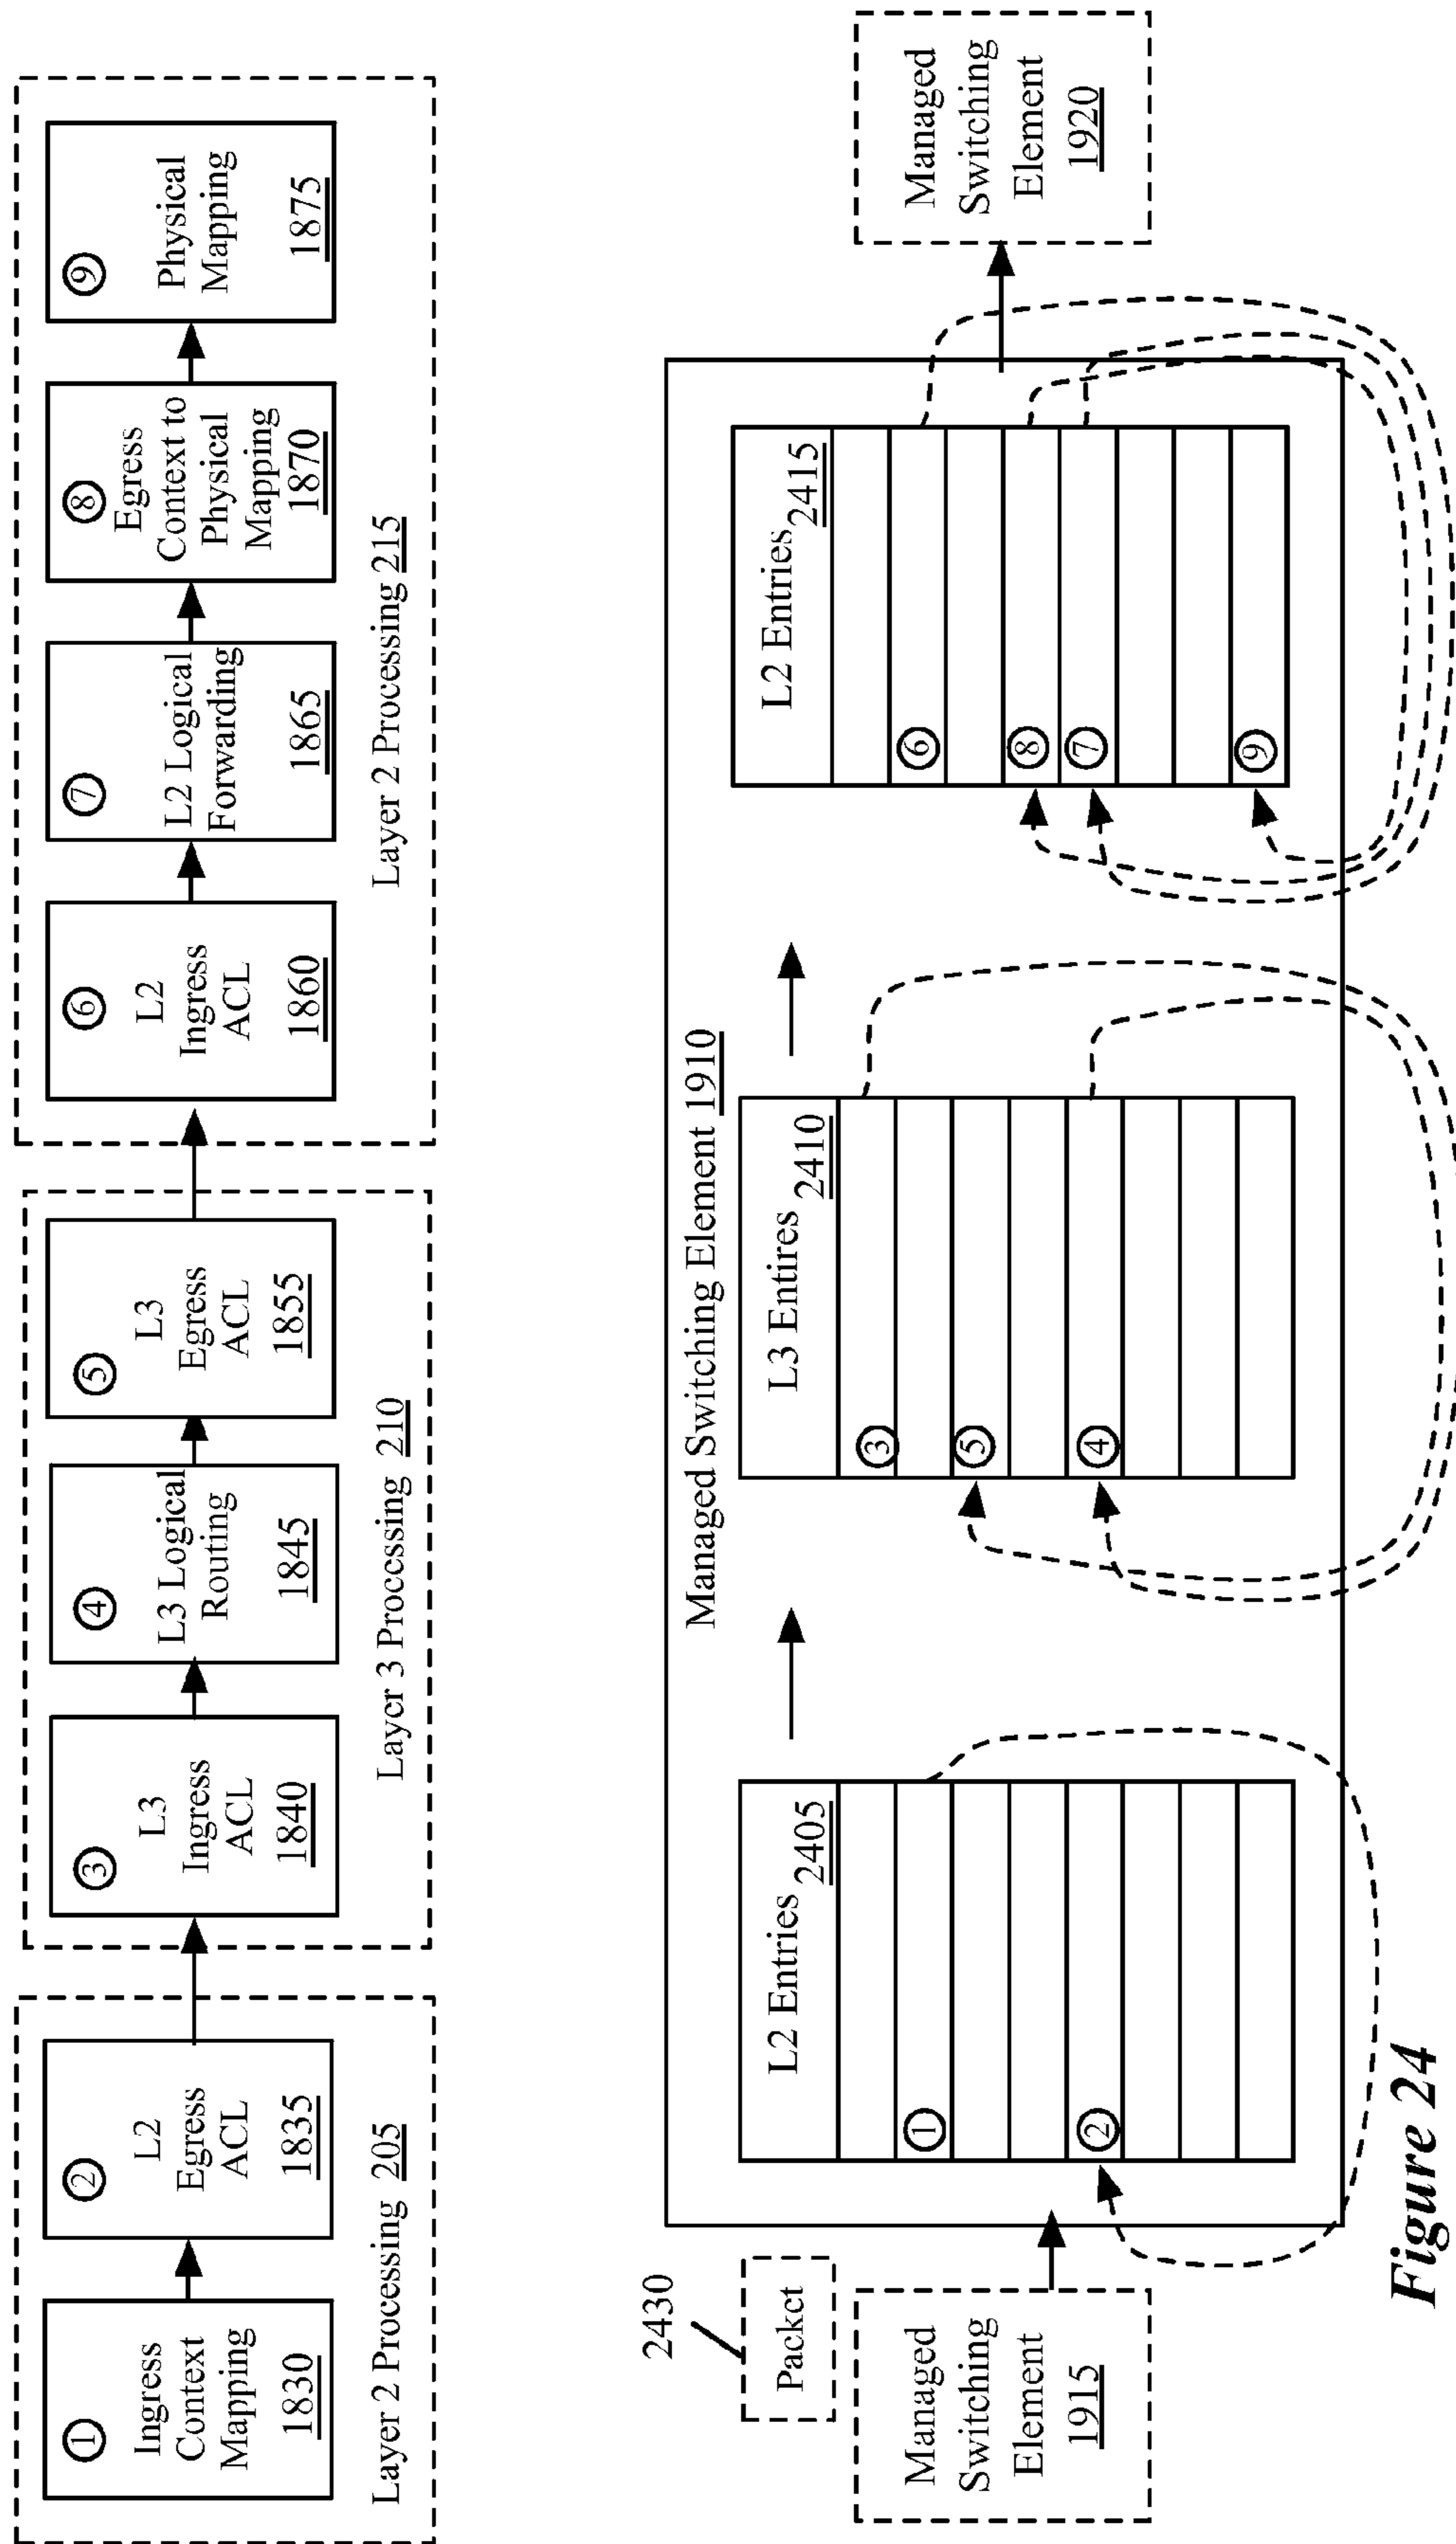 ①
Ingress
Context
Mapping
1830
②
L2
Egress
ACL
1835
Layer 2 Processing 205
③
L3
Ingress
ACL
1840
④
L3 Logical
Routing
1845
⑤
L3
Egress
ACL
1855
Layer 3 Processing 210
⑥
L2
Ingress
ACL
1860
⑦
L2 Logical
Forwarding
1865
⑧
Egress
Context to
Physical
Mapping
1870
⑨
Physical
Mapping
1875
Layer 2 Processing 215
2430
Packet
Managed
Switching
Element
1915
Managed Switching Element 1910
L2 Entries 2405
①
②
L3 Entires 2410
③
⑤
④
L2 Entries 2415
⑥
⑧
⑦
⑨
Managed
Switching
Element
1920
Figure 24